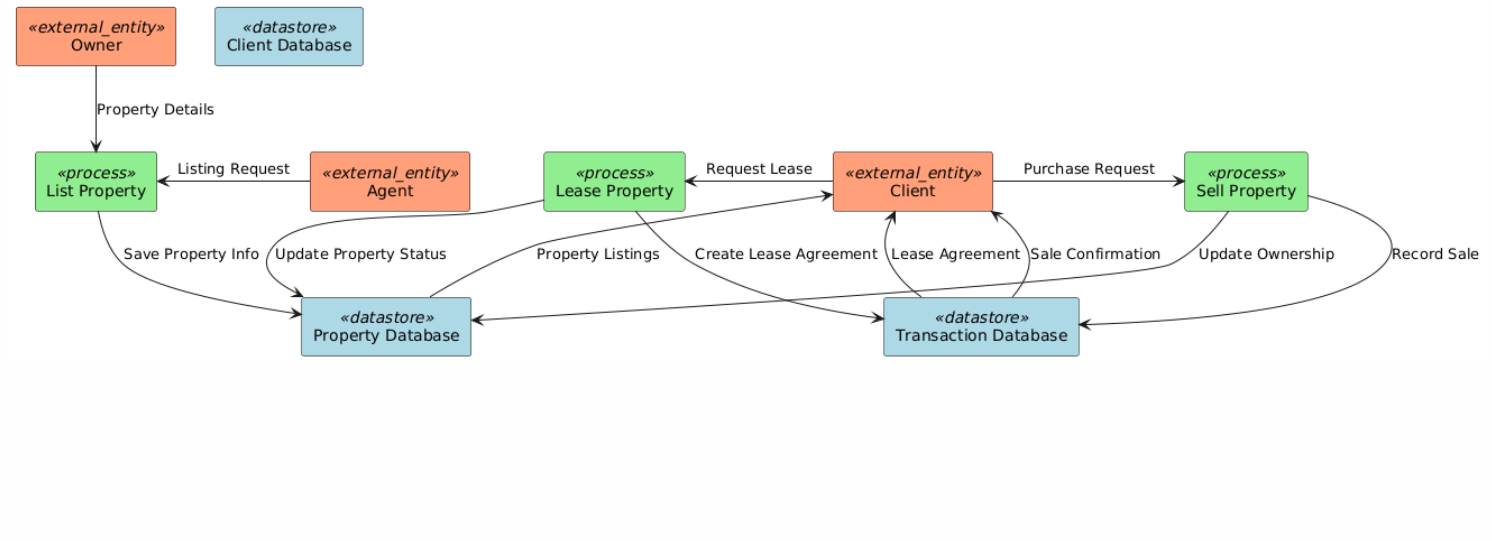 «external_entity»
Owner
«datastore»
Client Database
Property Details
«process»
List Property
Listing Request
«external_entity»
Agent
«process»
Lease Property
Request Lease
«external_entity»
Client
Purchase Request
«process»
Sell Property
Save Property Info
Update Property Status
Property Listings
Create Lease Agreement
Lease Agreement
Sale Confirmation
Update Ownership
Record Sale
«datastore»
Property Database
«datastore»
Transaction Database